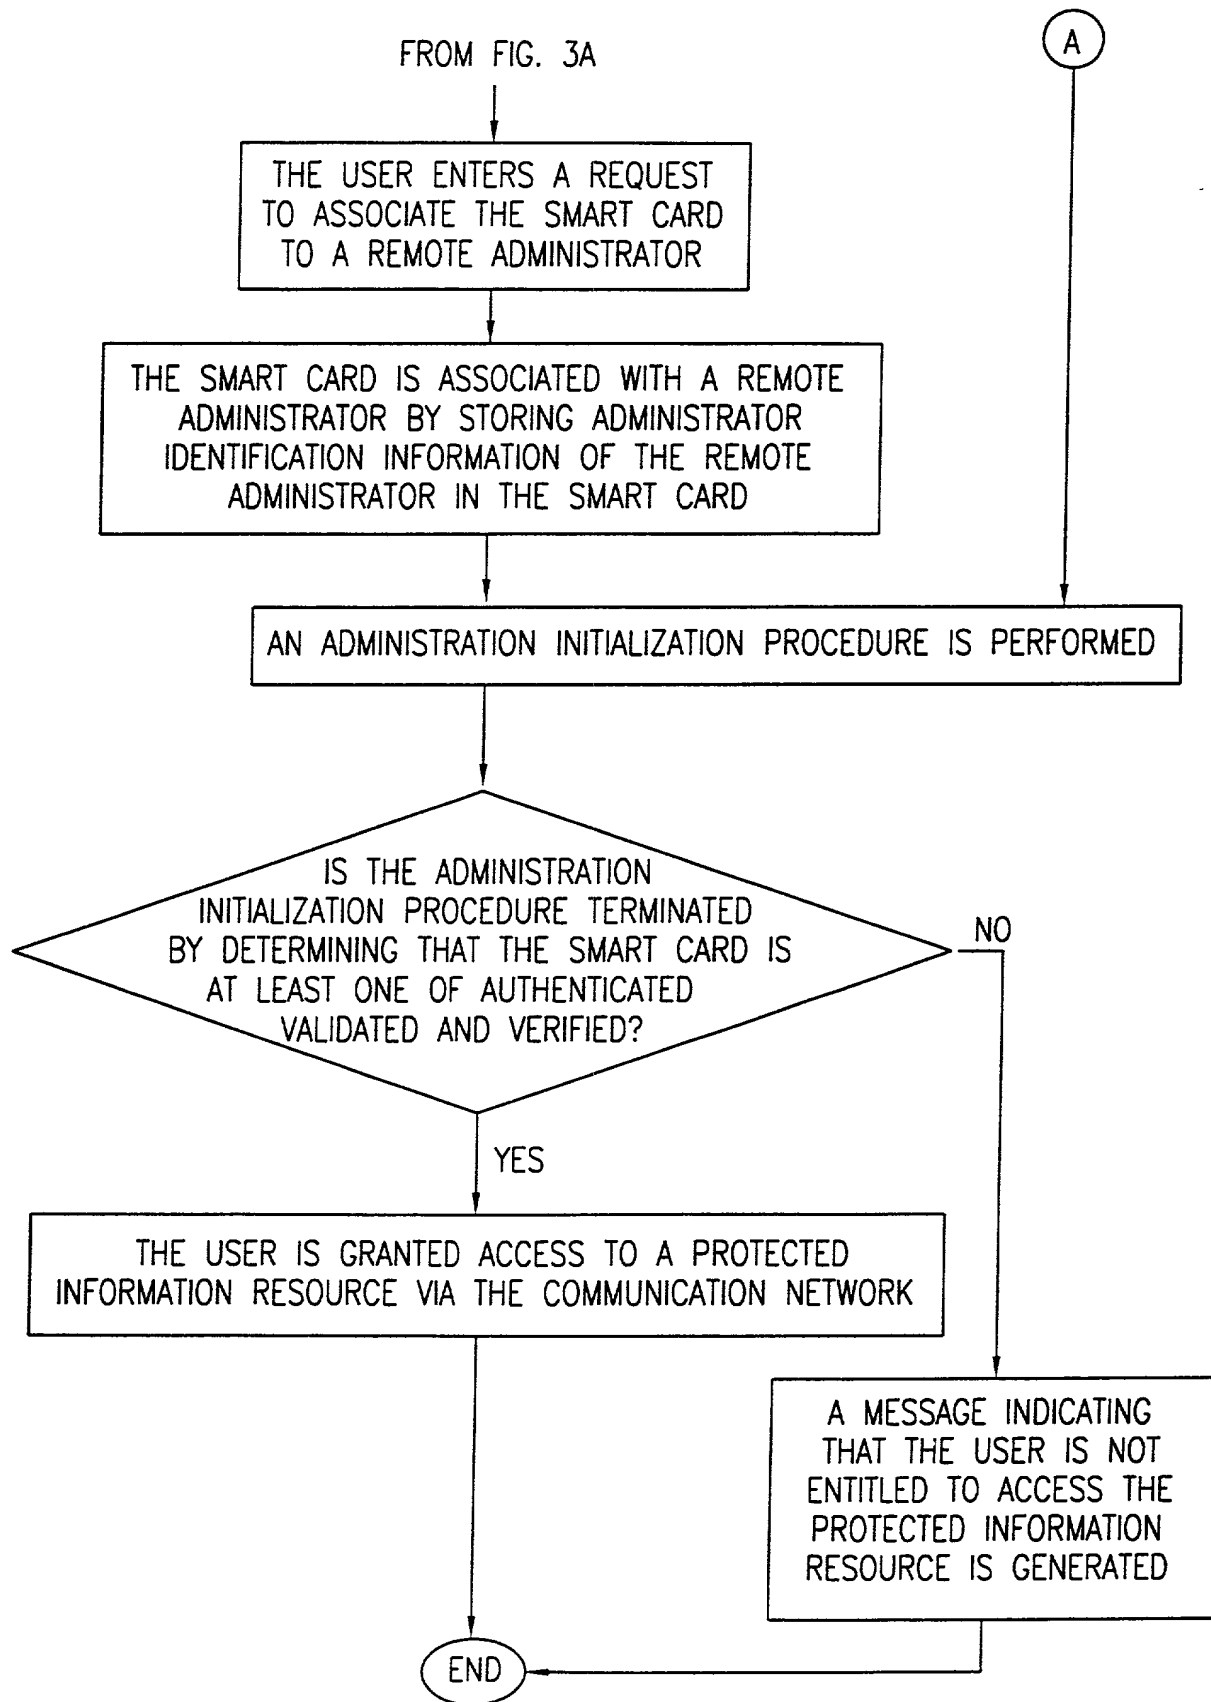 FROM FIG. 3A
A
THE USER ENTERS A REQUEST
TO ASSOCIATE THE SMART CARD
TO A REMOTE ADMINISTRATOR
THE SMART CARD IS ASSOCIATED WITH A REMOTE
ADMINISTRATOR BY STORING ADMINISTRATOR
IDENTIFICATION INFORMATION OF THE REMOTE
ADMINISTRATOR IN THE SMART CARD
AN ADMINISTRATION INITIALIZATION PROCEDURE IS PERFORMED
IS THE ADMINISTRATION
INITIALIZATION PROCEDURE TERMINATED
BY DETERMINING THAT THE SMART CARD IS
AT LEAST ONE OF AUTHENTICATED
VALIDATED AND VERIFIED?
NO
YES
THE USER IS GRANTED ACCESS TO A PROTECTED
INFORMATION RESOURCE VIA THE COMMUNICATION NETWORK
A MESSAGE INDICATING
THAT THE USER IS NOT
ENTITLED TO ACCESS THE
PROTECTED INFORMATION
RESOURCE IS GENERATED
END